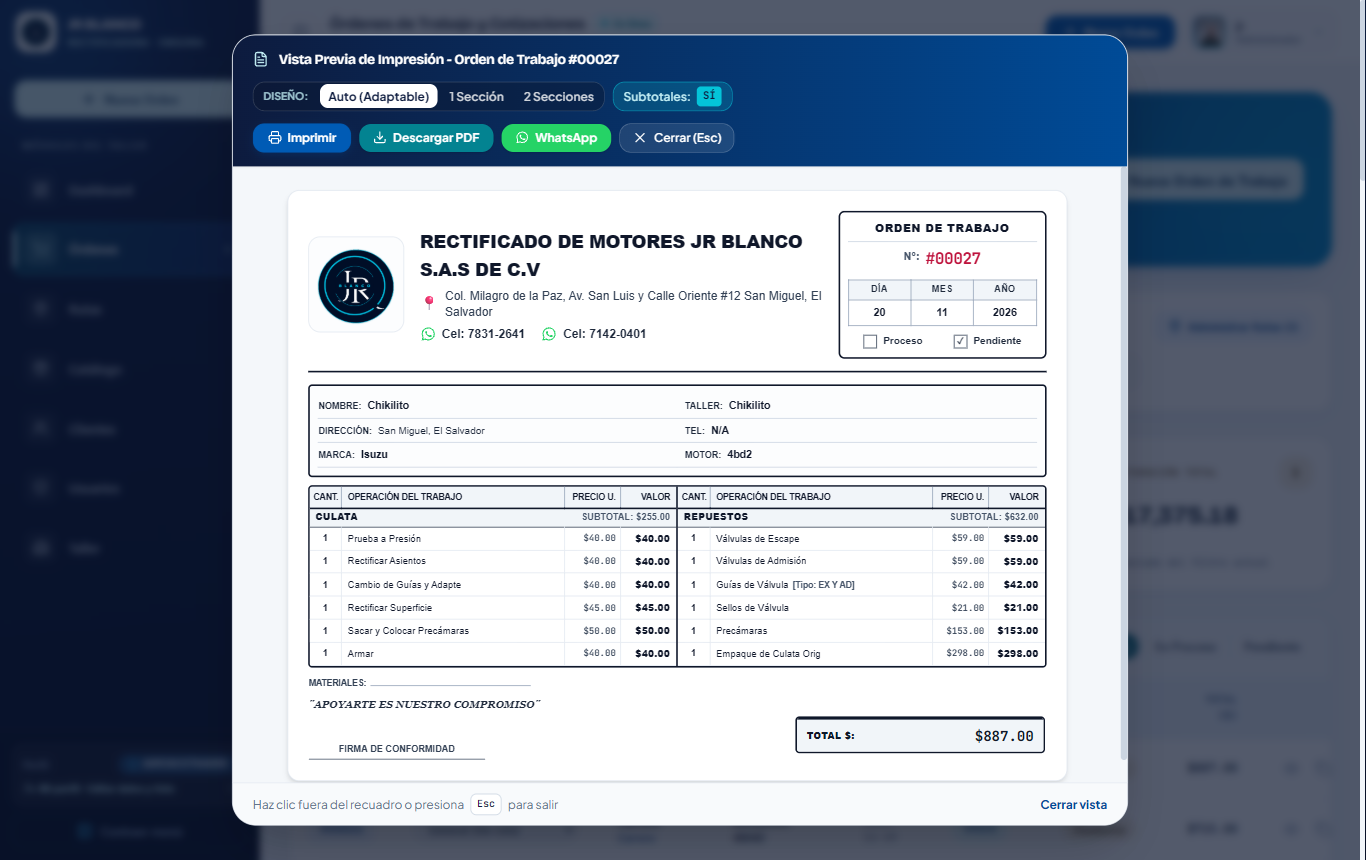 Vista Previa de Impresión - Orden de Trabajo #00027
DISEÑO: Auto (Adaptable) 1 Sección 2 Secciones Subtotales: SÍ
Imprimir Descargar PDF WhatsApp Cerrar (Esc)
JR
BLANCO
RECTIFICADO DE MOTORES JR BLANCO
S.A.S DE C.V
Col. Milagro de la Paz, Av. San Luis y Calle Oriente #12 San Miguel, El
Salvador
Cel: 7831-2641 Cel: 7142-0401
ORDEN DE TRABAJO
N°: #00027
DÍA MES AÑO
20 11 2026
Proceso ✓ Pendiente
NOMBRE: Chikilito TALLER: Chikilito
DIRECCIÓN: San Miguel, El Salvador TEL: N/A
MARCA: Isuzu MOTOR: 4bd2
CANT. OPERACIÓN DEL TRABAJO PRECIO U. VALOR CANT. OPERACIÓN DEL TRABAJO PRECIO U. VALOR
CULATA SUBTOTAL: $255.00 REPUESTOS SUBTOTAL: $632.00
1 Prueba a Presión $40.00 $40.00 1 Válvulas de Escape $59.00 $59.00
1 Rectificar Asientos $40.00 $40.00 1 Válvulas de Admisión $59.00 $59.00
1 Cambio de Guías y Adapte $40.00 $40.00 1 Guías de Válvula [Tipo: EX Y AD] $42.00 $42.00
1 Rectificar Superficie $45.00 $45.00 1 Sellos de Válvula $21.00 $21.00
1 Sacar y Colocar Precámaras $50.00 $50.00 1 Precámaras $153.00 $153.00
1 Armar $40.00 $40.00 1 Empaque de Culata Orig $298.00 $298.00
MATERIALES:
"APOYARTE ES NUESTRO COMPROMISO"
TOTAL $: $887.00
FIRMA DE CONFORMIDAD
Haz clic fuera del recuadro o presiona Esc para salir
Cerrar vista